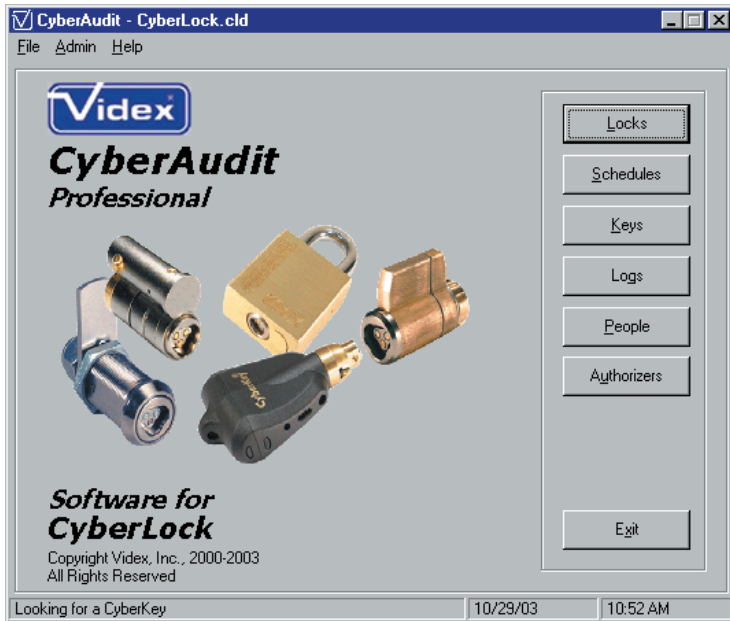 CyberAudit - CyberLock.cld
File Admin Help
Videx
CyberAudit
Professional
CyberKey
Software for
CyberLock
Copyright Videx, Inc., 2000-2003
All Rights Reserved
Locks
Schedules
Keys
Logs
People
Authorizers
Exit
Looking for a CyberKey
10/29/03
10:52 AM